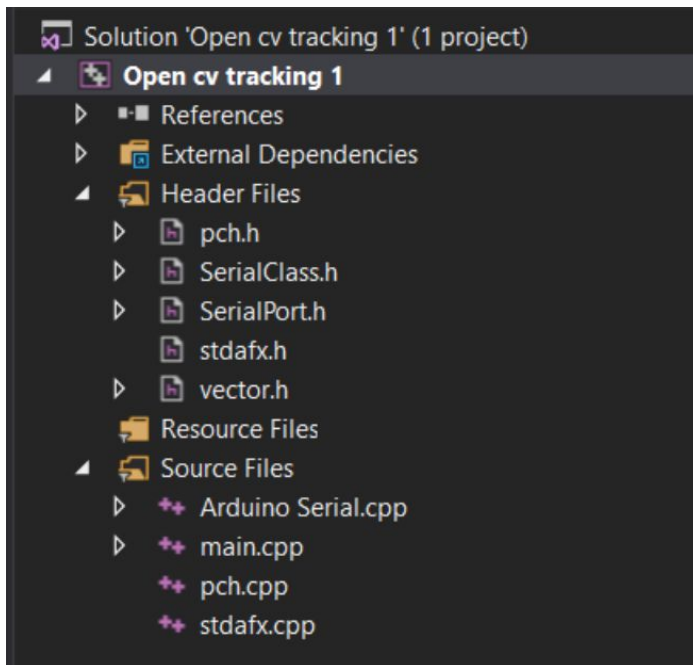 Solution 'Open cv tracking 1' (1 project)
Open cv tracking 1
References
External Dependencies
Header Files
pch.h
SerialClass.h
SerialPort.h
stdafx.h
vector.h
Resource Files
Source Files
Arduino Serial.cpp
main.cpp
pch.cpp
stdafx.cpp